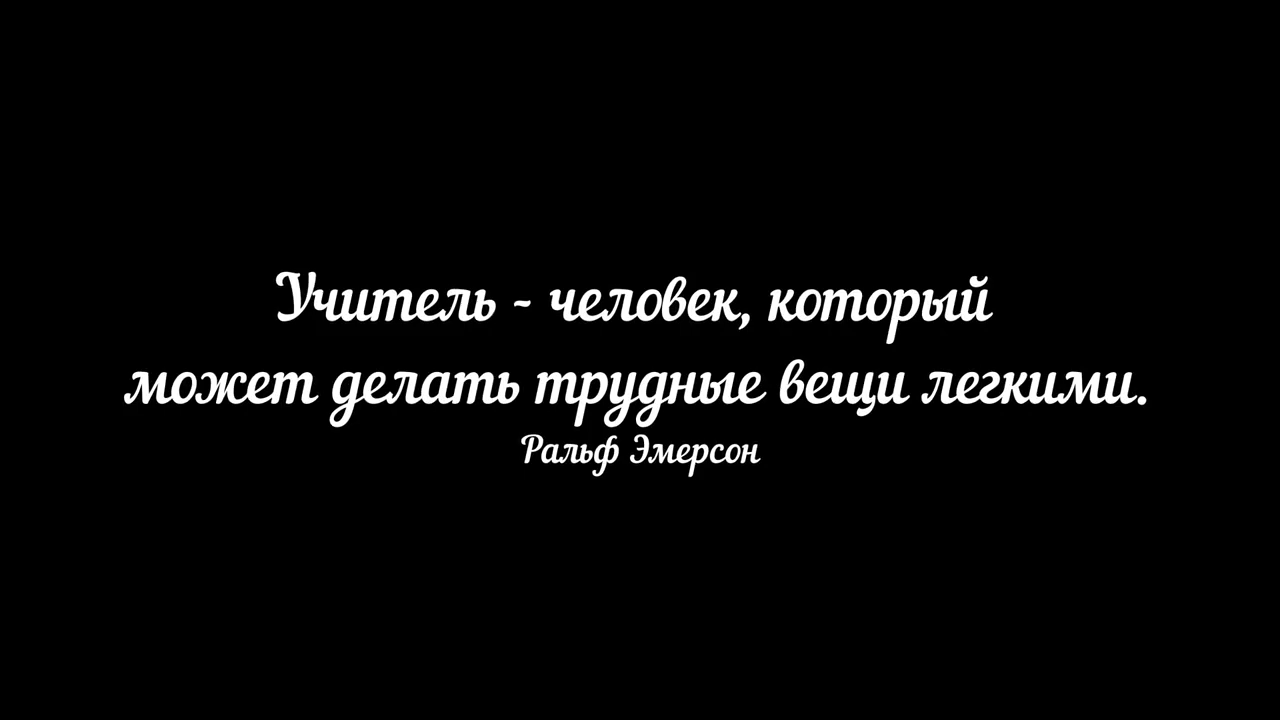 Учитель - человек, который
может делать трудные вещи легкими.
Ральф Эмерсон